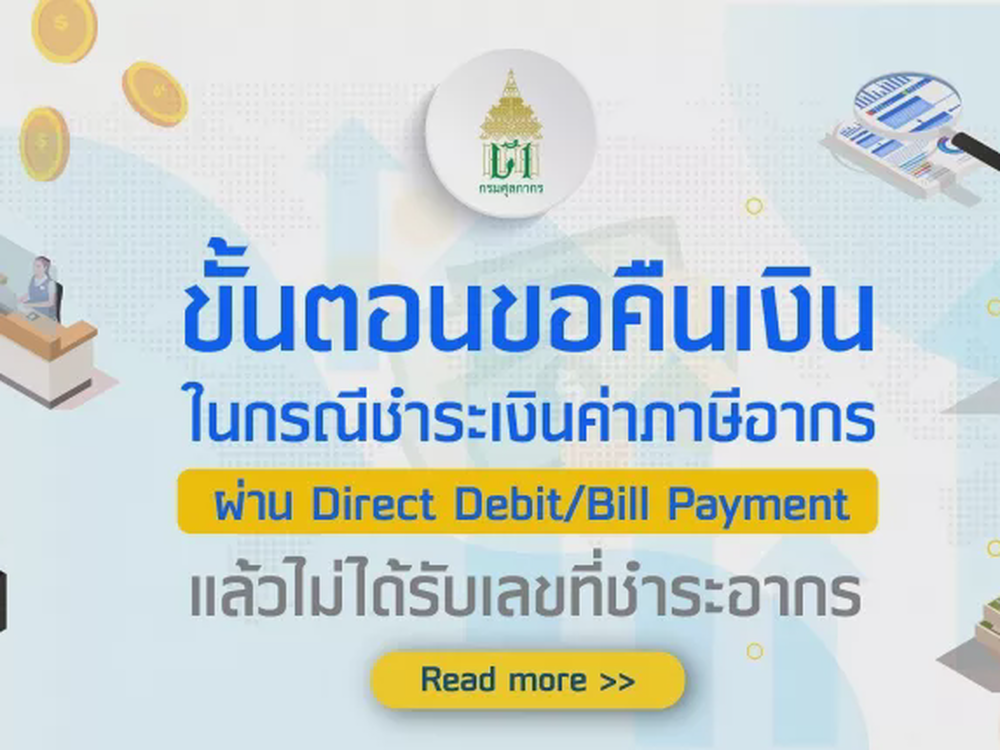 กรมศุลกากร
ขั้นตอนขอคืนเงิน
ในกรณีชำระเงินค่าภาษีอากร
ผ่าน Direct Debit/Bill Payment
แล้วไม่ได้รับเลขที่ชำระอากร
Read more >>